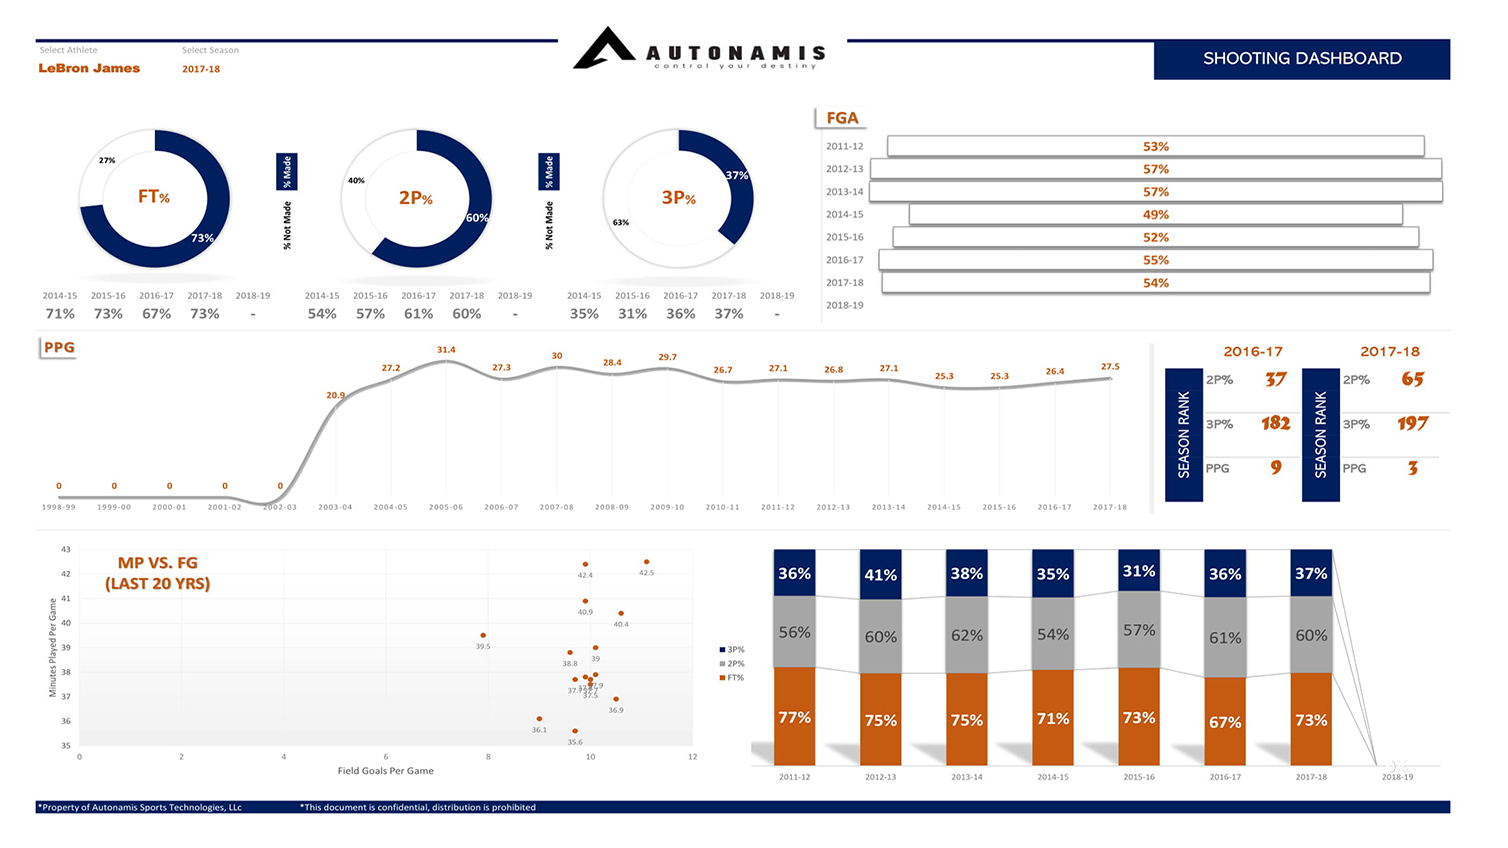 Select Athlete Select Season
LeBron James 2017-18
AUTONAMIS
control your destiny
SHOOTING DASHBOARD
27%
FT%
73%
% Made
% Not Made
2014-15 2015-16 2016-17 2017-18 2018-19
71% 73% 67% 73% -
40%
2P%
60%
% Made
% Not Made
2014-15 2015-16 2016-17 2017-18 2018-19
54% 57% 61% 60% -
37%
3P%
63%
2014-15 2015-16 2016-17 2017-18 2018-19
35% 31% 36% 37% -
FGA
2011-12 53%
2012-13 57%
2013-14 57%
2014-15 49%
2015-16 52%
2016-17 55%
2017-18 54%
2018-19
PPG
0 0 0 0 0 20.9 27.2 31.4 27.3 30 28.4 29.7 26.7 27.1 26.8 27.1 25.3 25.3 26.4 27.5
1998-99 1999-00 2000-01 2001-02 2002-03 2003-04 2004-05 2005-06 2006-07 2007-08 2008-09 2009-10 2010-11 2011-12 2012-13 2013-14 2014-15 2015-16 2016-17 2017-18
2016-17
SEASON RANK
2P% 37
3P% 182
PPG 9
2017-18
SEASON RANK
2P% 65
3P% 197
PPG 3
MP VS. FG
(LAST 20 YRS)
Minutes Played Per Game
43
42
41
40
39
38
37
36
35
42.4
42.5
40.9
40.4
39.5
39
38.8
37.7
37.5
36.9
36.1
35.6
0 2 4 6 8 10 12
Field Goals Per Game
3P%
2P%
FT%
36% 41% 38% 35% 31% 36% 37%
56% 60% 62% 54% 57% 61% 60%
77% 75% 75% 71% 73% 67% 73%
2011-12 2012-13 2013-14 2014-15 2015-16 2016-17 2017-18 2018-19
*Property of Autonamis Sports Technologies, LLc *This document is confidential, distribution is prohibited